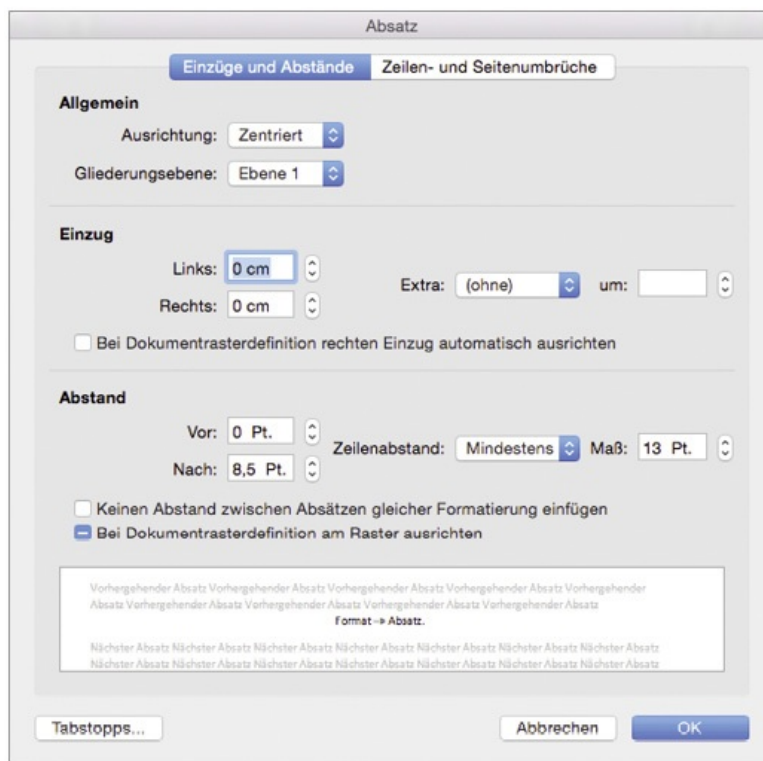 Absatz
Einzüge und Abstände Zeilen- und Seitenumbrüche
Allgemein
Ausrichtung: Zentriert
Gliederungsebene: Ebene 1
Einzug
Links: 0 cm
Extra: (ohne) um:
Rechts: 0 cm
Bei Dokumentrasterdefinition rechten Einzug automatisch ausrichten
Abstand
Vor: 0 Pt.
Zeilenabstand: Mindestens Maß: 13 Pt.
Nach: 8,5 Pt.
Keinen Abstand zwischen Absätzen gleicher Formatierung einfügen
Bei Dokumentrasterdefinition am Raster ausrichten
Vorhergehender Absatz Vorhergehender Absatz Vorhergehender Absatz Vorhergehender Absatz Vorhergehender
Absatz Vorhergehender Absatz Vorhergehender Absatz Vorhergehender Absatz Vorhergehender Absatz
Format -> Absatz.
Nächster Absatz Nächster Absatz Nächster Absatz Nächster Absatz Nächster Absatz Nächster Absatz Nächster Absatz
Nächster Absatz Nächster Absatz Nächster Absatz Nächster Absatz Nächster Absatz Nächster Absatz Nächster Absatz
Tabstopps... Abbrechen OK